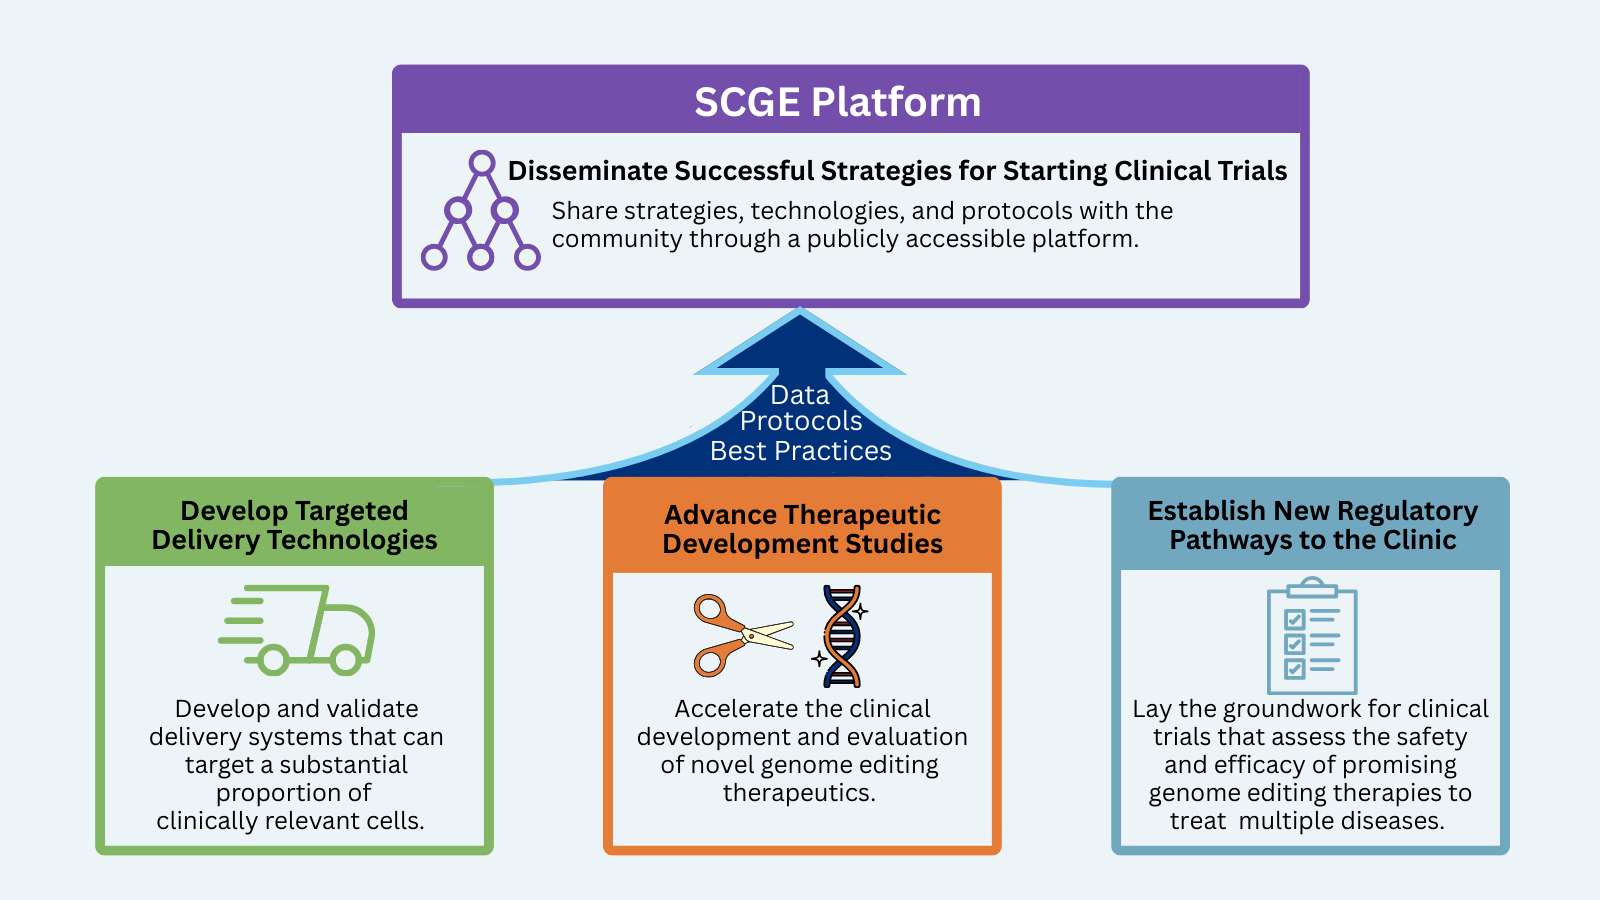 SCGE Platform
Disseminate Successful Strategies for Starting Clinical Trials
Share strategies, technologies, and protocols with the
community through a publicly accessible platform.
Data
Protocols
Best Practices
Develop Targeted
Delivery Technologies
Develop and validate
delivery systems that can
target a substantial
proportion of
clinically relevant cells.
Advance Therapeutic
Development Studies
Accelerate the clinical
development and evaluation
of novel genome editing
therapeutics.
Establish New Regulatory
Pathways to the Clinic
Lay the groundwork for clinical
trials that assess the safety
and efficacy of promising
genome editing therapies to
treat  multiple diseases.